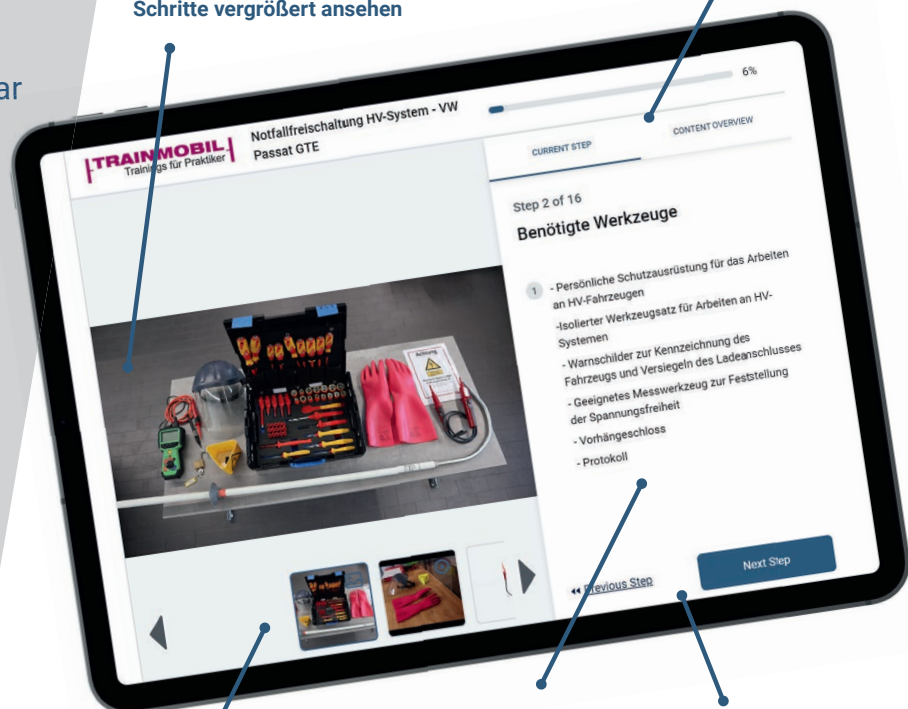 Schritte vergrößert ansehen
ar
TRAINMOBIL
Trainings für Praktiker
Notfallfreischaltung HV-System - VW
Passat GTE
6%
CURRENT STEP
CONTENT OVERVIEW
Step 2 of 16
Benötigte Werkzeuge
1 - Persönliche Schutzausrüstung für das Arbeiten
an HV-Fahrzeugen
-Isolierter Werkzeugsatz für Arbeiten an HV-
Systemen
- Warnschilder zur Kennzeichnung des
Fahrzeugs und Versiegeln des Ladeanschlusses
- Geeignetes Messwerkzeug zur Feststellung
der Spannungsfreiheit
- Vorhängeschloss
- Protokoll
Achtung
Previous Step
Next Step